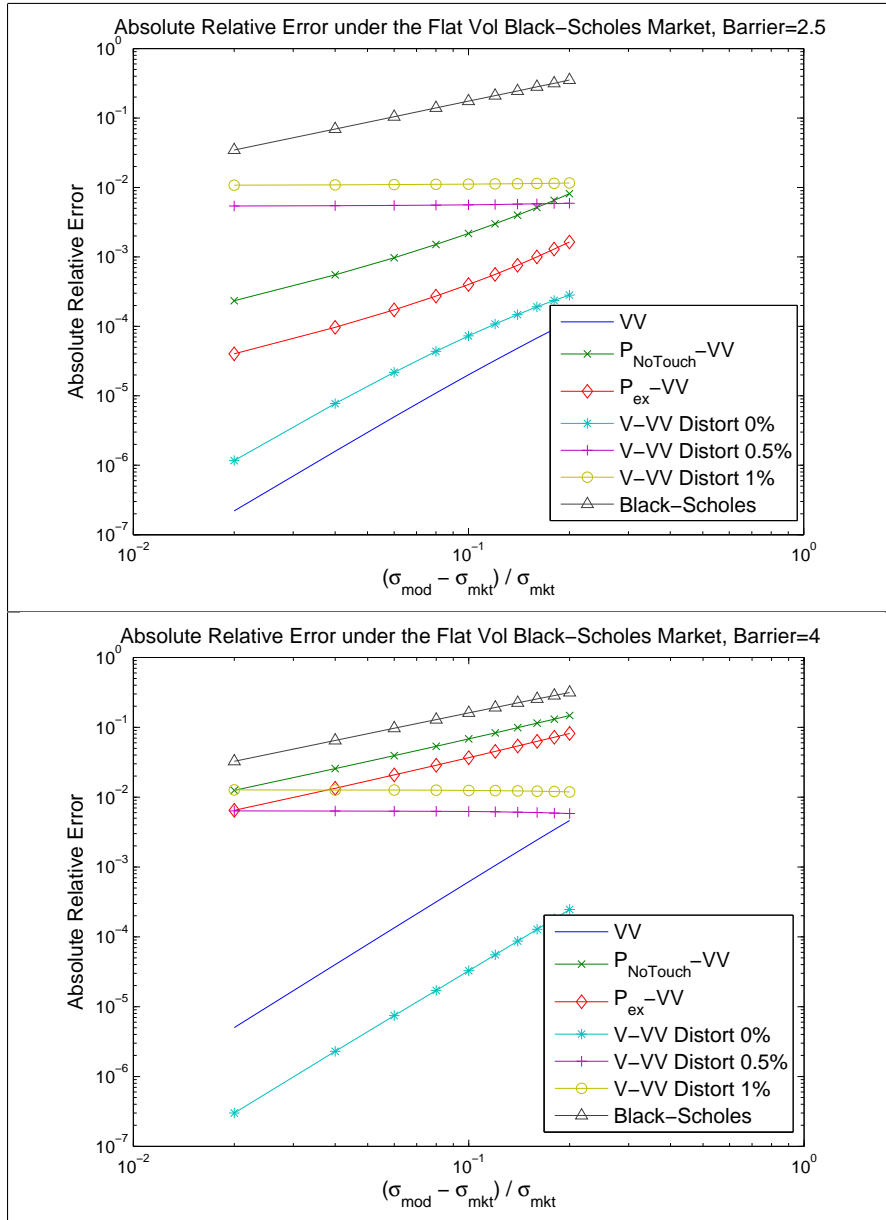 Absolute Relative Error under the Flat Vol Black−Scholes Market, Barrier=2.5
10^0
10^−1
10^−2
10^−3
10^−4
10^−5
10^−6
10^−7
Absolute Relative Error
VV
P_NoTouch−VV
P_ex−VV
V−VV Distort 0%
V−VV Distort 0.5%
V−VV Distort 1%
Black−Scholes
10^−2
10^−1
10^0
(σ_mod − σ_mkt) / σ_mkt
Absolute Relative Error under the Flat Vol Black−Scholes Market, Barrier=4
10^0
10^−1
10^−2
10^−3
10^−4
10^−5
10^−6
10^−7
Absolute Relative Error
VV
P_NoTouch−VV
P_ex−VV
V−VV Distort 0%
V−VV Distort 0.5%
V−VV Distort 1%
Black−Scholes
10^−2
10^−1
10^0
(σ_mod − σ_mkt) / σ_mkt